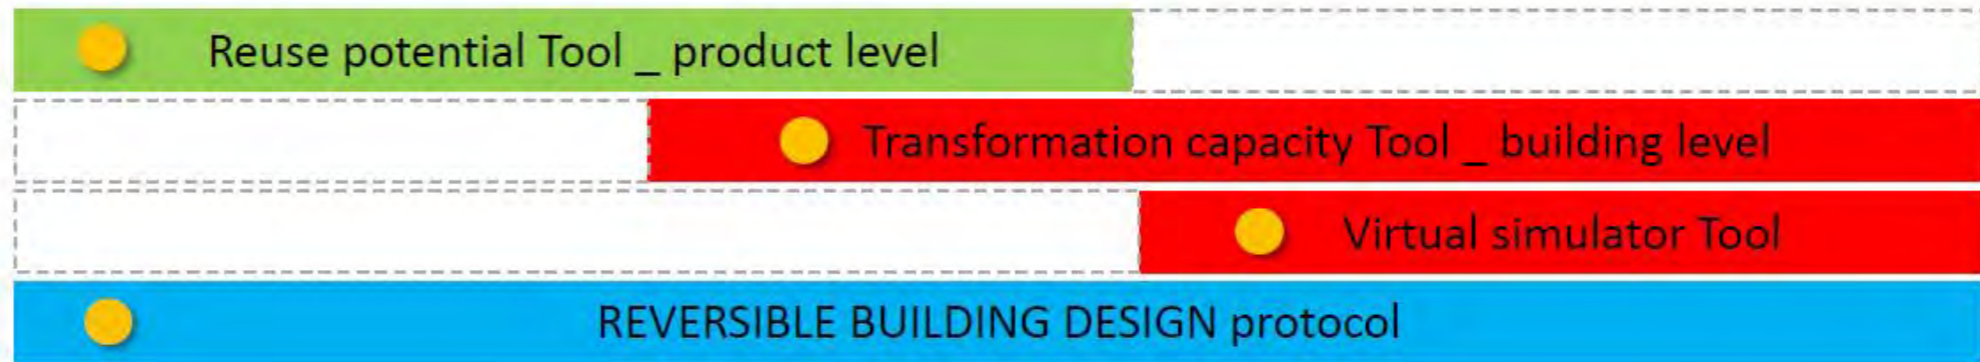 Reuse potential Tool _ product level
Transformation capacity Tool _ building level
Virtual simulator Tool
REVERSIBLE BUILDING DESIGN protocol